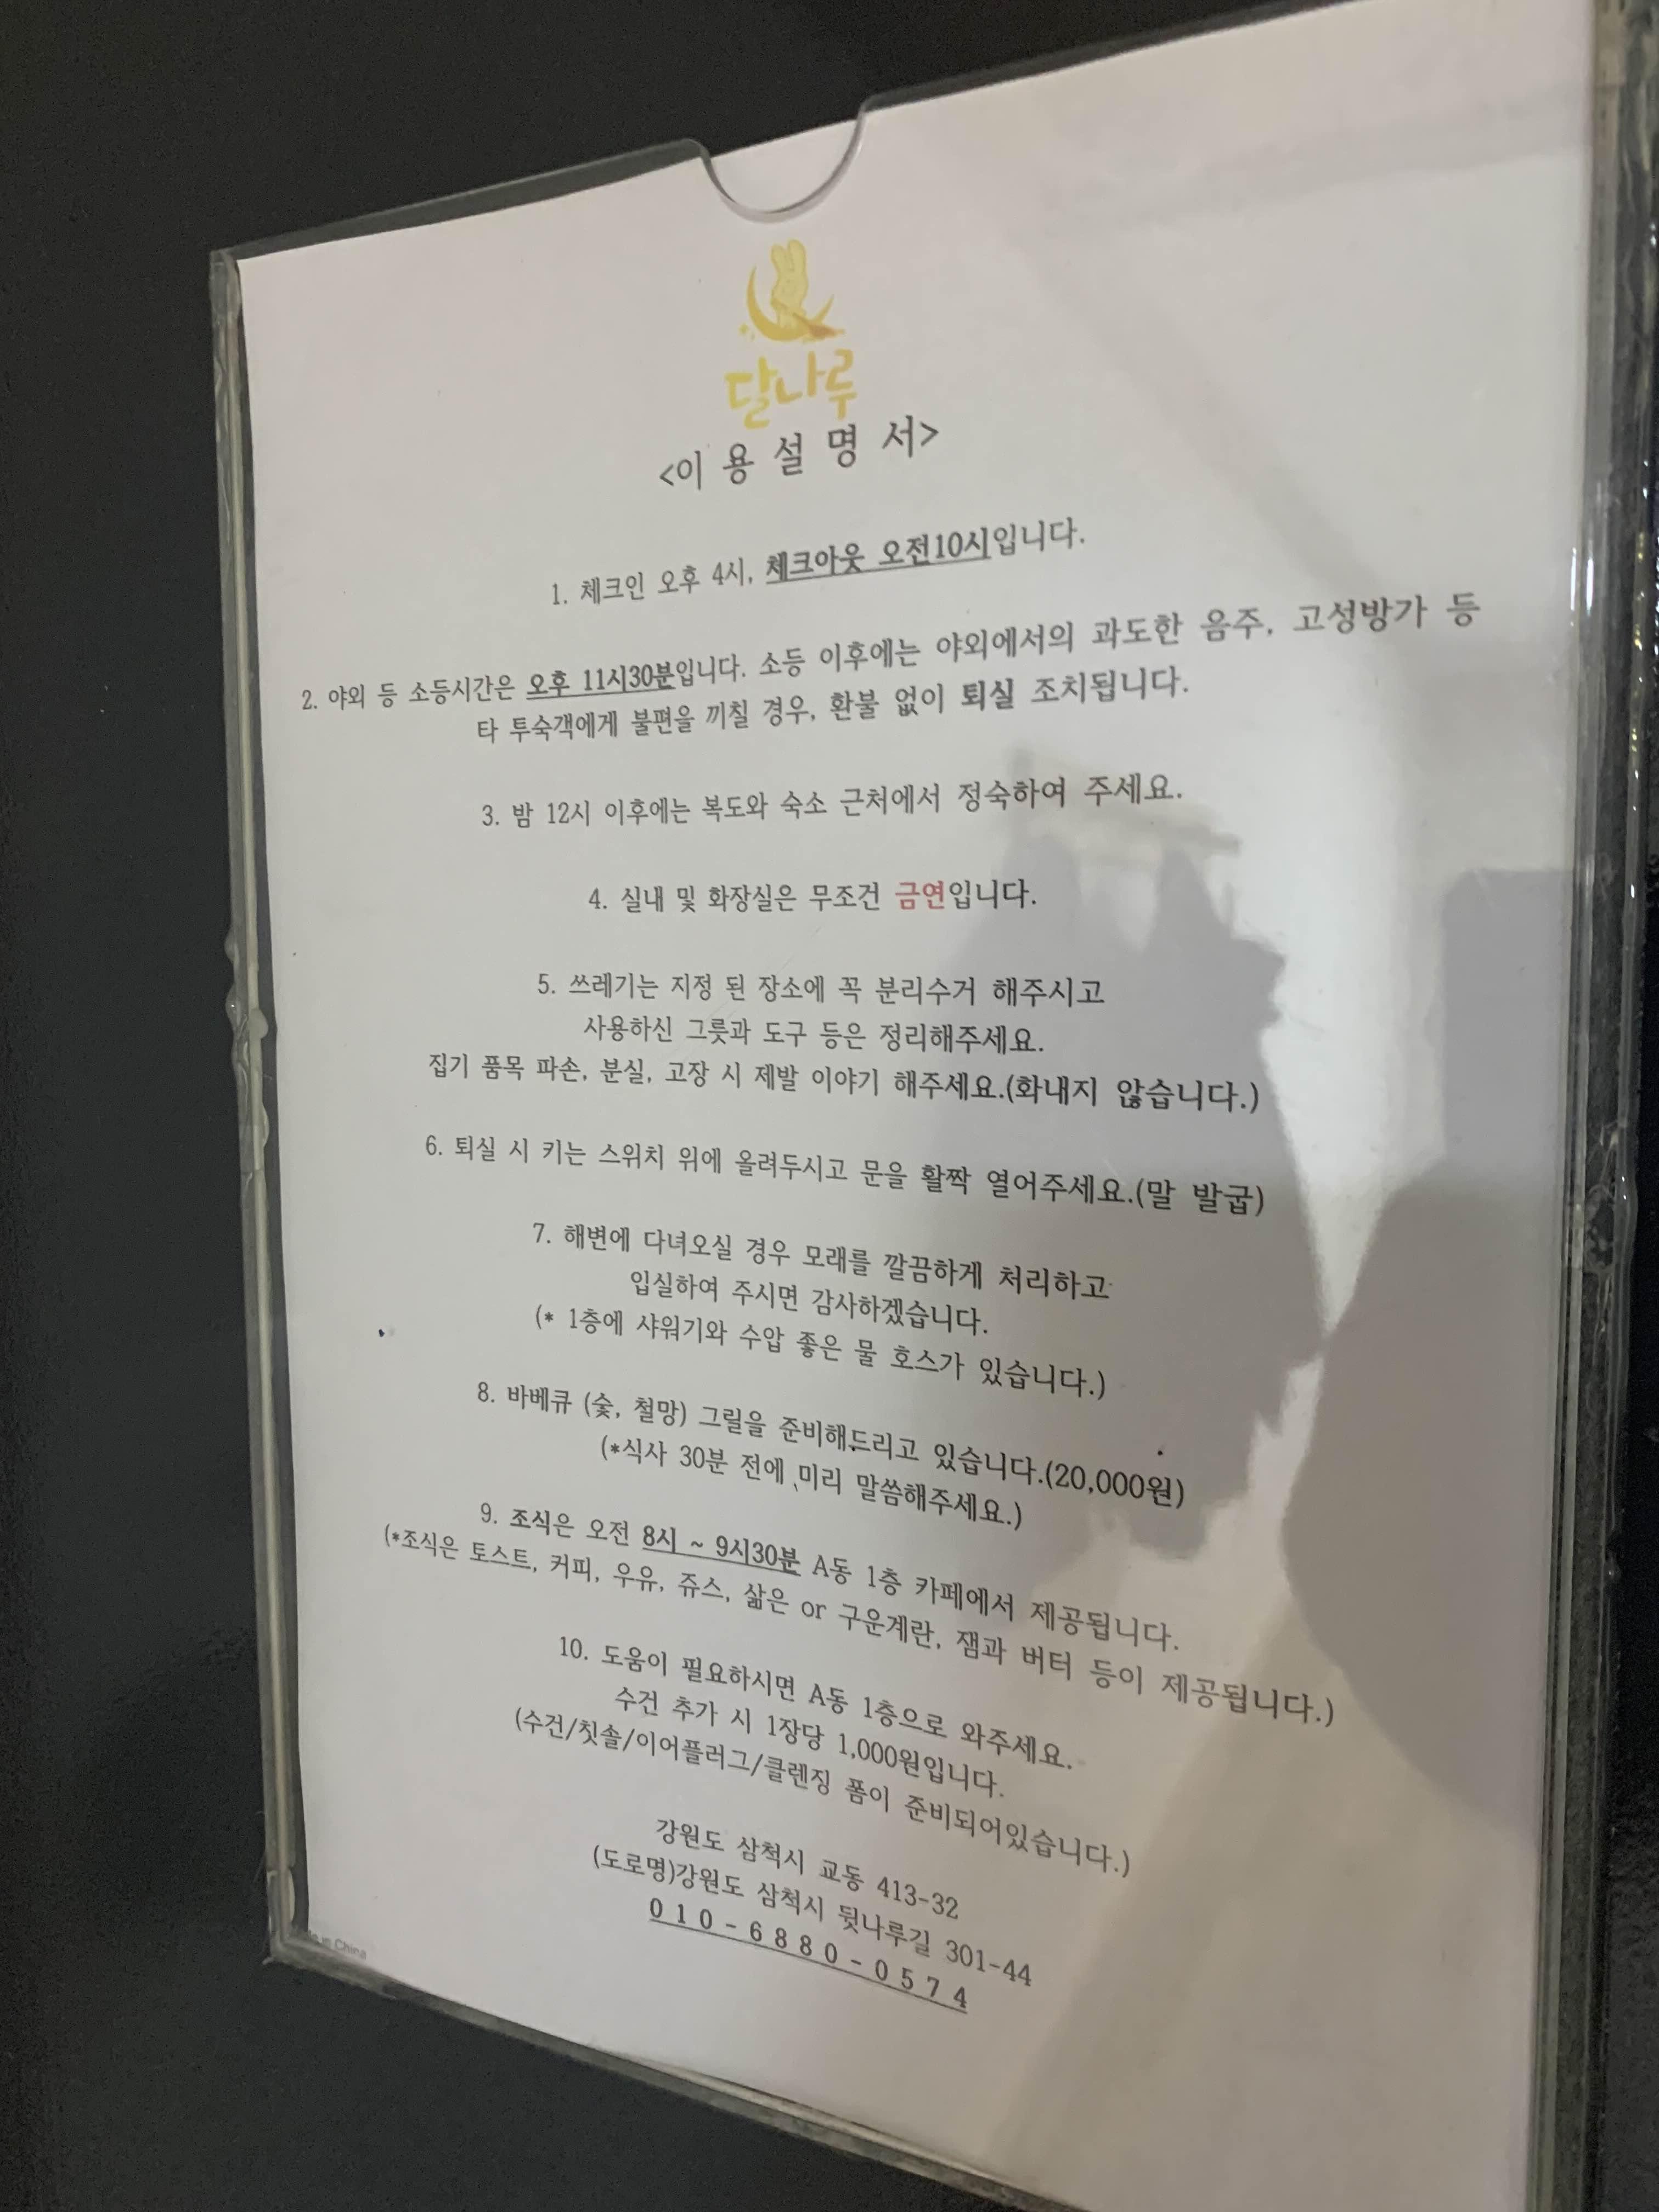 달나루
<이 용 설 명 서>
1. 체크인 오후 4시, 체크아웃 오전10시입니다.
2. 야외 등 소등시간은 오후 11시30분입니다. 소등 이후에는 야외에서의 과도한 음주, 고성방가 등
타 투숙객에게 불편을 끼칠 경우, 환불 없이 퇴실 조치됩니다.
3. 밤 12시 이후에는 복도와 숙소 근처에서 정숙하여 주세요.
4. 실내 및 화장실은 무조건 금연입니다.
5. 쓰레기는 지정 된 장소에 꼭 분리수거 해주시고
사용하신 그릇과 도구 등은 정리해주세요.
집기 품목 파손, 분실, 고장 시 제발 이야기 해주세요.(화내지 않습니다.)
6. 퇴실 시 키는 스위치 위에 올려두시고 문을 활짝 열어주세요.(말 발굽)
7. 해변에 다녀오실 경우 모래를 깔끔하게 처리하고
입실하여 주시면 감사하겠습니다.
(* 1층에 샤워기와 수압 좋은 물 호스가 있습니다.)
8. 바베큐 (숯, 철망) 그릴을 준비해드리고 있습니다.(20,000원)
(*식사 30분 전에 미리 말씀해주세요.)
9. 조식은 오전 8시 ~ 9시30분 A동 1층 카페에서 제공됩니다.
(*조식은 토스트, 커피, 우유, 쥬스, 삶은 or 구운계란, 잼과 버터 등이 제공됩니다.)
10. 도움이 필요하시면 A동 1층으로 와주세요.
수건 추가 시 1장당 1,000원입니다.
(수건/칫솔/이어플러그/클렌징 폼이 준비되어있습니다.)
강원도 삼척시 교동 413-32
(도로명)강원도 삼척시 뒷나루길 301-44
010-6880-0574
China